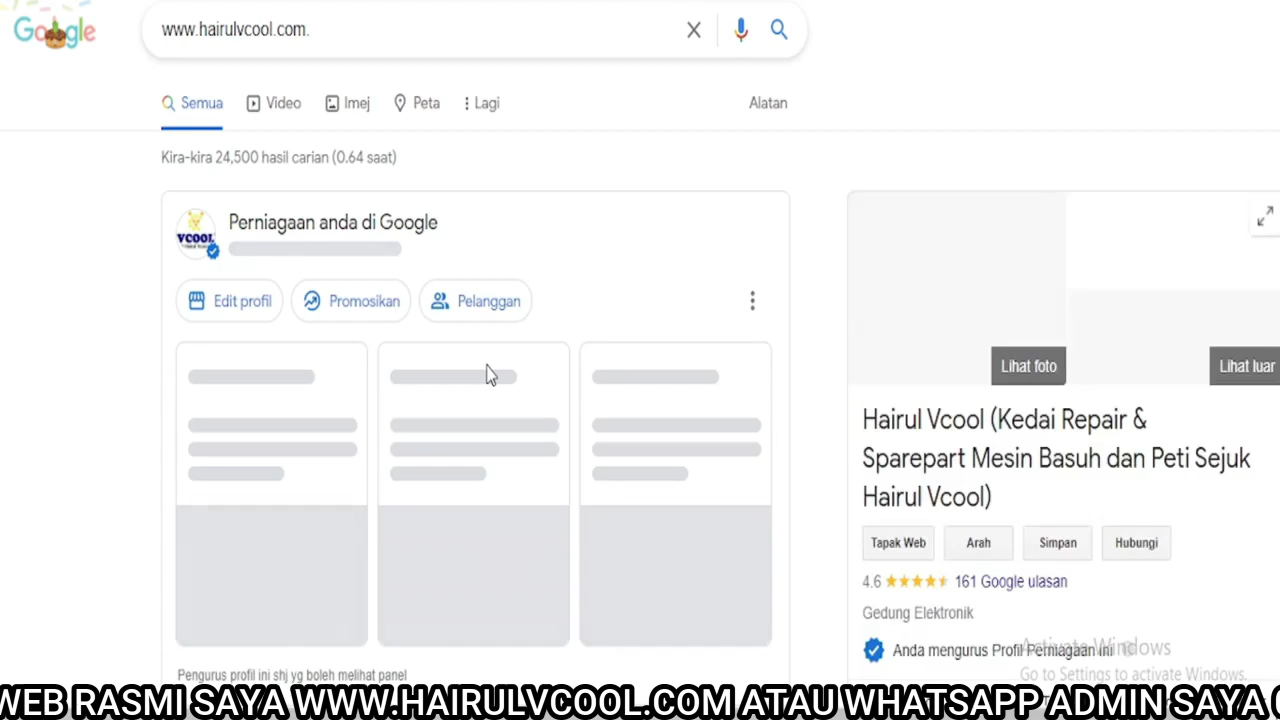 Google
www.hairulvcool.com.
Semua Video Imej Peta Lagi Alatan
Kira-kira 24,500 hasil carian (0.64 saat)
VCOOL
Perniagaan anda di Google
Edit profil Promosikan Pelanggan
Pengurus profil ini shj yg boleh melihat panel
Lihat foto Lihat luar
Hairul Vcool (Kedai Repair &
Sparepart Mesin Basuh dan Peti Sejuk
Hairul Vcool)
Tapak Web Arah Simpan Hubungi
4.6 161 Google ulasan
Gedung Elektronik
Anda mengurus Profil Perniagaan ini
Activate Windows
Go to Settings to activate Windows.
WEB RASMI SAYA WWW.HAIRULVCOOL.COM ATAU WHATSAPP ADMIN SAYA